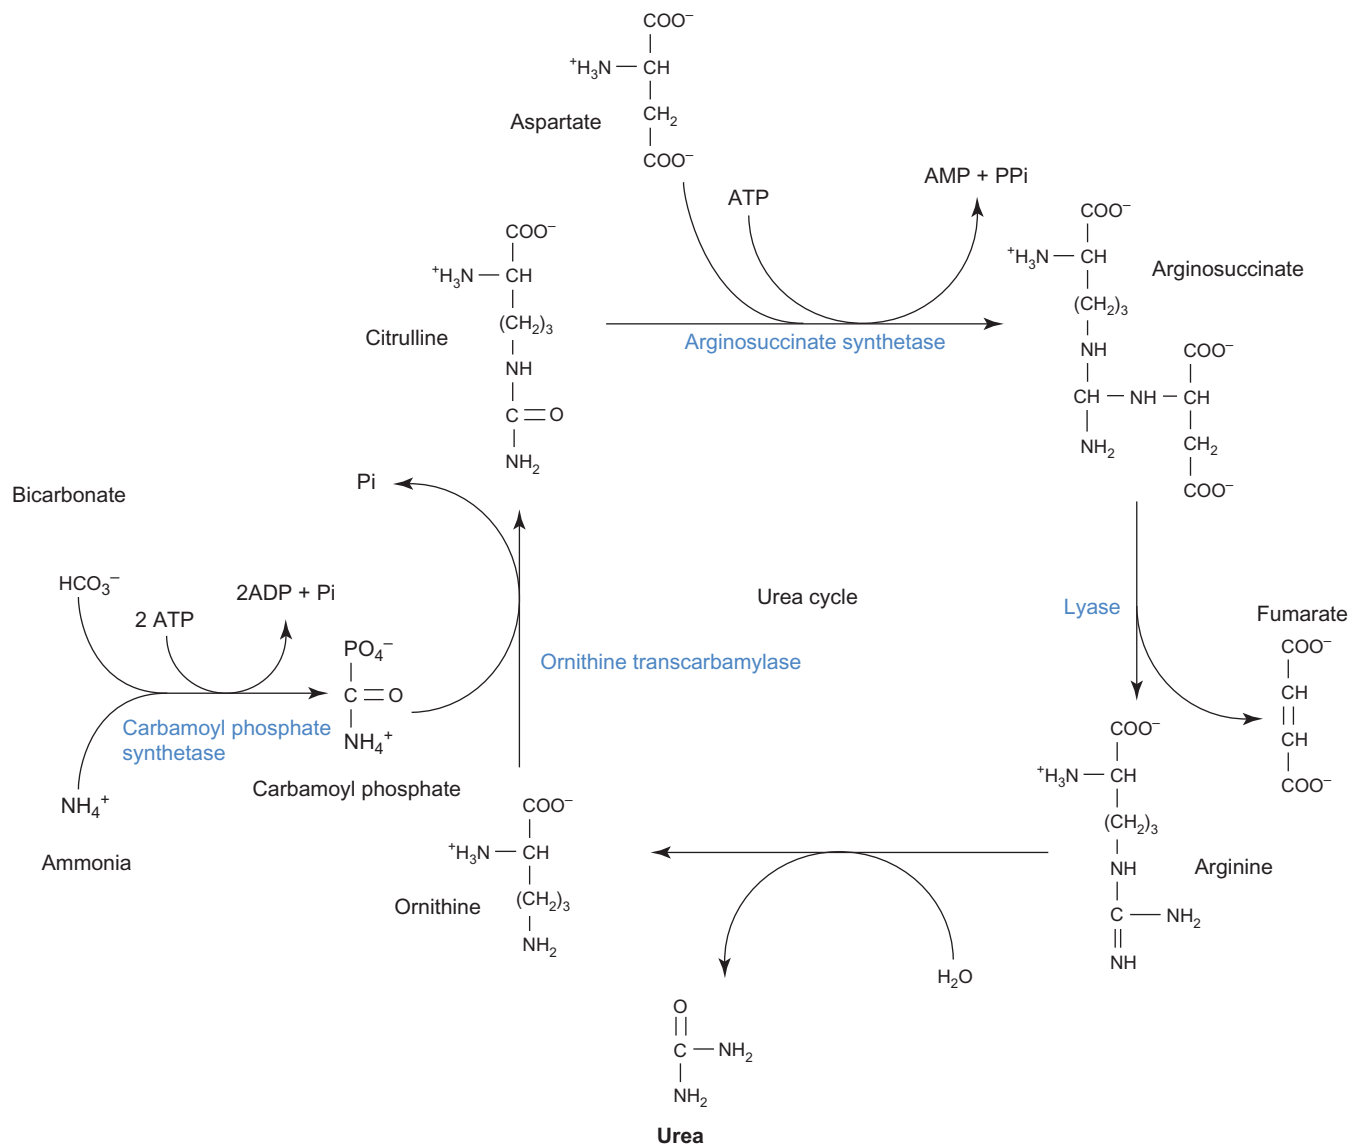 COO⁻
⁺H₃N — CH
CH₂
COO⁻
Aspartate
ATP
AMP + PPi
COO⁻
⁺H₃N — CH
(CH₂)₃
NH
C=O
NH₂
Citrulline
Arginosuccinate synthetase
COO⁻
⁺H₃N — CH
(CH₂)₃
NH
CH — NH — CH
NH₂
COO⁻
CH₂
COO⁻
Arginosuccinate
Pi
Bicarbonate
HCO₃⁻
2 ATP
2ADP + Pi
PO₄⁻
C=O
NH₄⁺
Carbamoyl phosphate
synthetase
NH₄⁺
Ammonia
Carbamoyl phosphate
Ornithine transcarbamylase
Urea cycle
Lyase
Fumarate
COO⁻
CH
CH
COO⁻
COO⁻
⁺H₃N — CH
(CH₂)₃
NH₂
Ornithine
COO⁻
⁺H₃N — CH
(CH₂)₃
NH
C — NH₂
NH
Arginine
H₂O
O
C — NH₂
NH₂
Urea